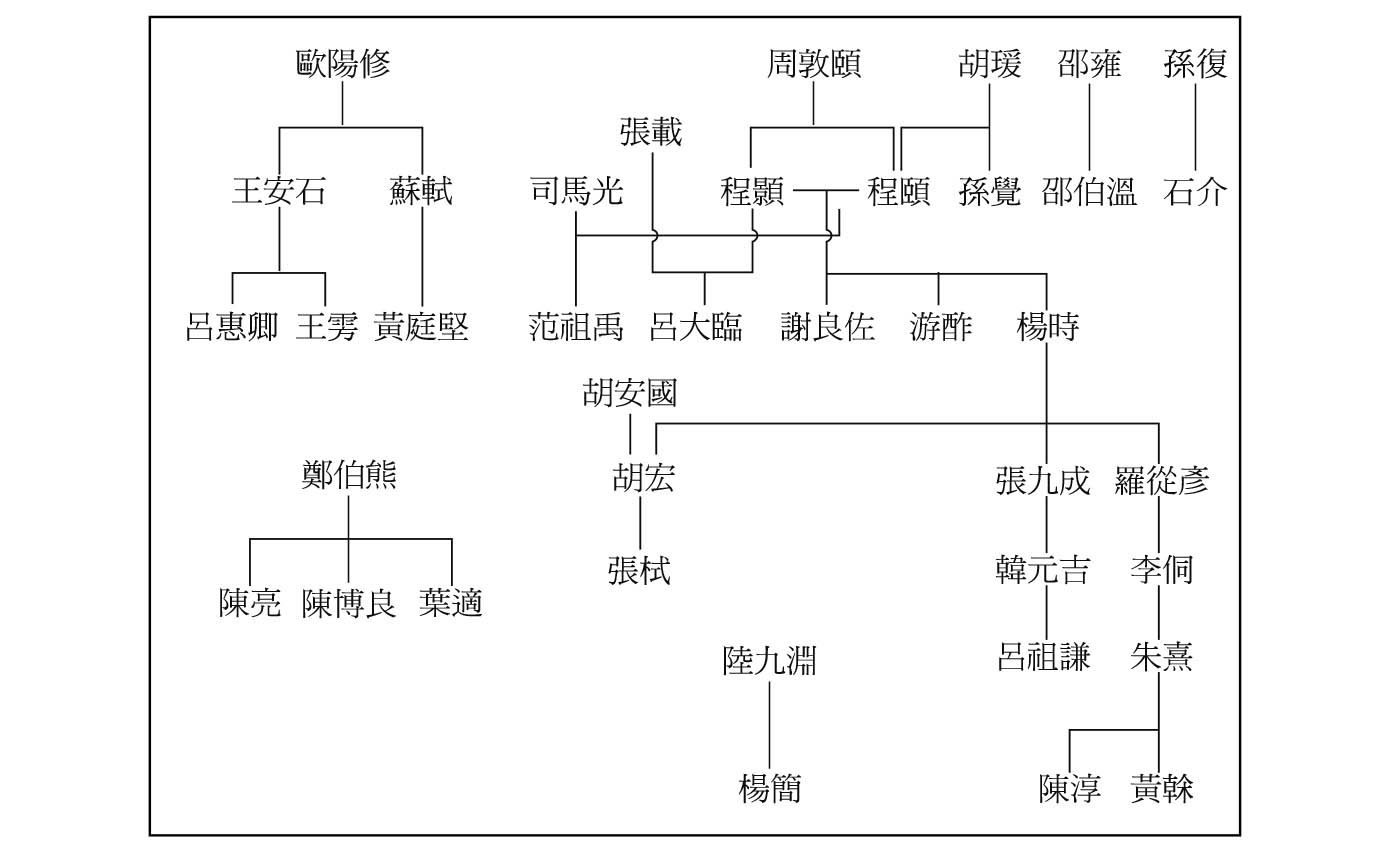 歐陽修 周敦頤 胡瑗 邵雍 孫復
張載
王安石 蘇軾 司馬光 程顥 程頤 孫覺 邵伯溫 石介
呂惠卿 王雱 黃庭堅 范祖禹 呂大臨 謝良佐 游酢 楊時
胡安國
鄭伯熊 胡宏 張九成 羅從彥
張栻 韓元吉 李侗
陳亮 陳博良 葉適
陸九淵 呂祖謙 朱熹
楊簡 陳淳 黃榦